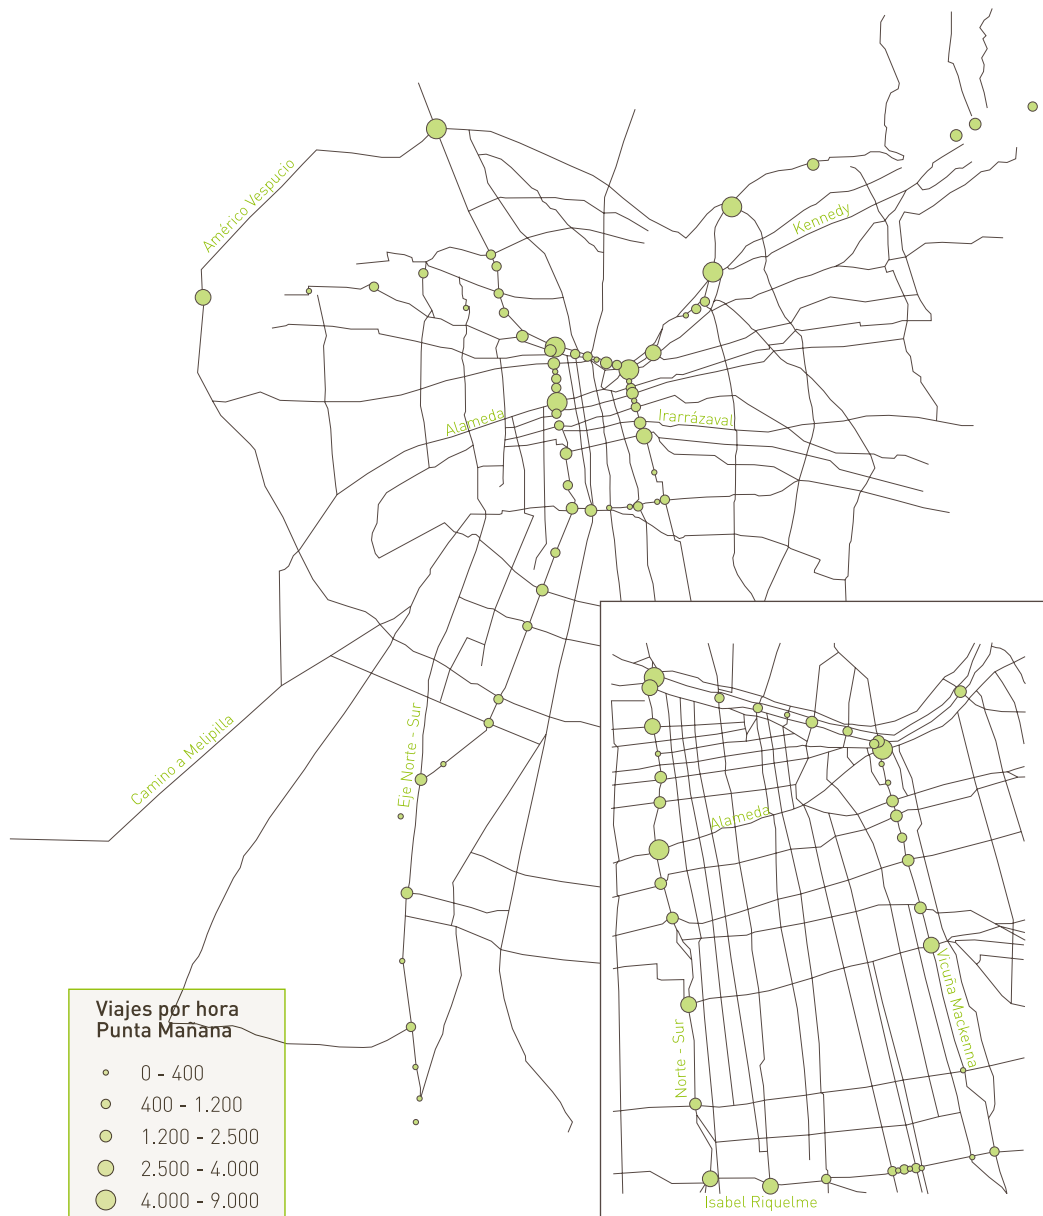 Américo Vespucio
Kennedy
Alameda
Irarrázaval
Camino a Melipilla
Eje Norte - Sur
Alameda
Vicuña Mackenna
Norte - Sur
Isabel Riquelme
Viajes por hora
Punta Mañana
0 - 400
400 - 1.200
1.200 - 2.500
2.500 - 4.000
4.000 - 9.000